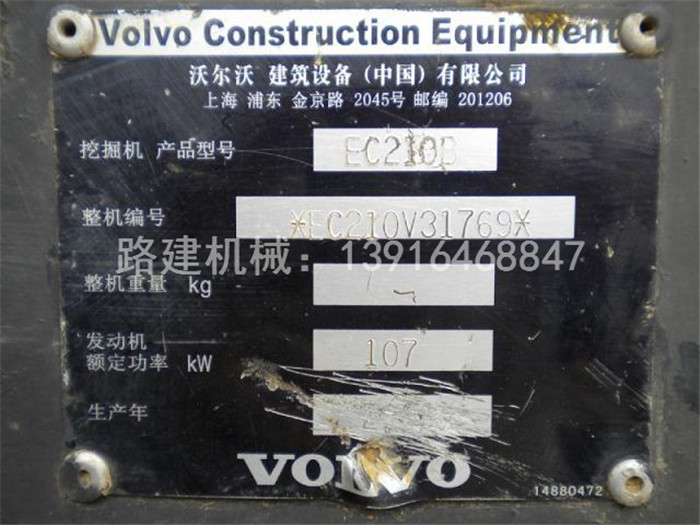 Volvo Construction Equipment
沃尔沃 建筑设备(中国)有限公司
上海 浦东 金京路 2045号 邮编 201206
挖掘机 产品型号 EC210B
整机编号 *EC210V31769*
路建机械: 13916468847
整机重量 kg
发动机
额定功率 kW 107
生产年
VOLVO
14880472